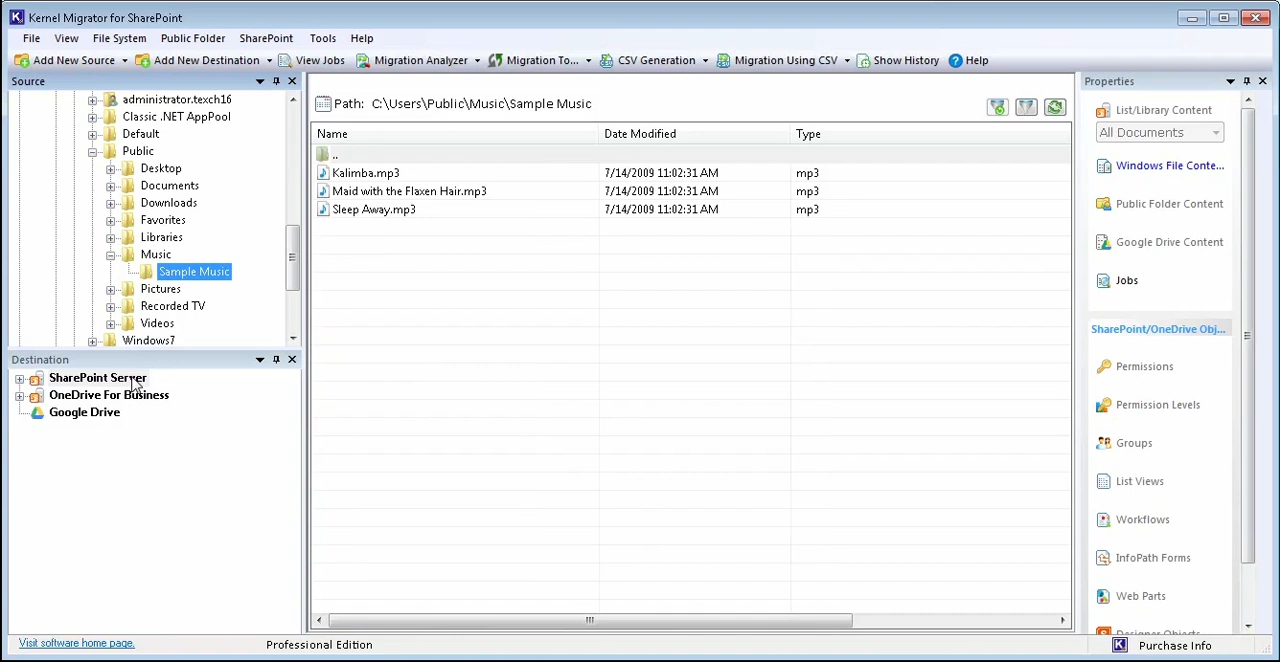 Kernel Migrator for SharePoint
File View File System Public Folder SharePoint Tools Help
Add New Source Add New Destination View Jobs Migration Analyzer Migration To... CSV Generation Migration Using CSV Show History Help
Source
administrator.texch16
Classic .NET AppPool
Default
Public
Desktop
Documents
Downloads
Favorites
Libraries
Music
Sample Music
Pictures
Recorded TV
Videos
Windows7
Destination
SharePoint Server
OneDrive For Business
Google Drive
Path: C:\Users\Public\Music\Sample Music
Name Date Modified Type
..
Kalimba.mp3 7/14/2009 11:02:31 AM mp3
Maid with the Flaxen Hair.mp3 7/14/2009 11:02:31 AM mp3
Sleep Away.mp3 7/14/2009 11:02:31 AM mp3
Properties
List/Library Content
All Documents
Windows File Conte...
Public Folder Content
Google Drive Content
Jobs
SharePoint/OneDrive Obj...
Permissions
Permission Levels
Groups
List Views
Workflows
InfoPath Forms
Web Parts
Designer Objects
Visit software home page.
Professional Edition
Purchase Info